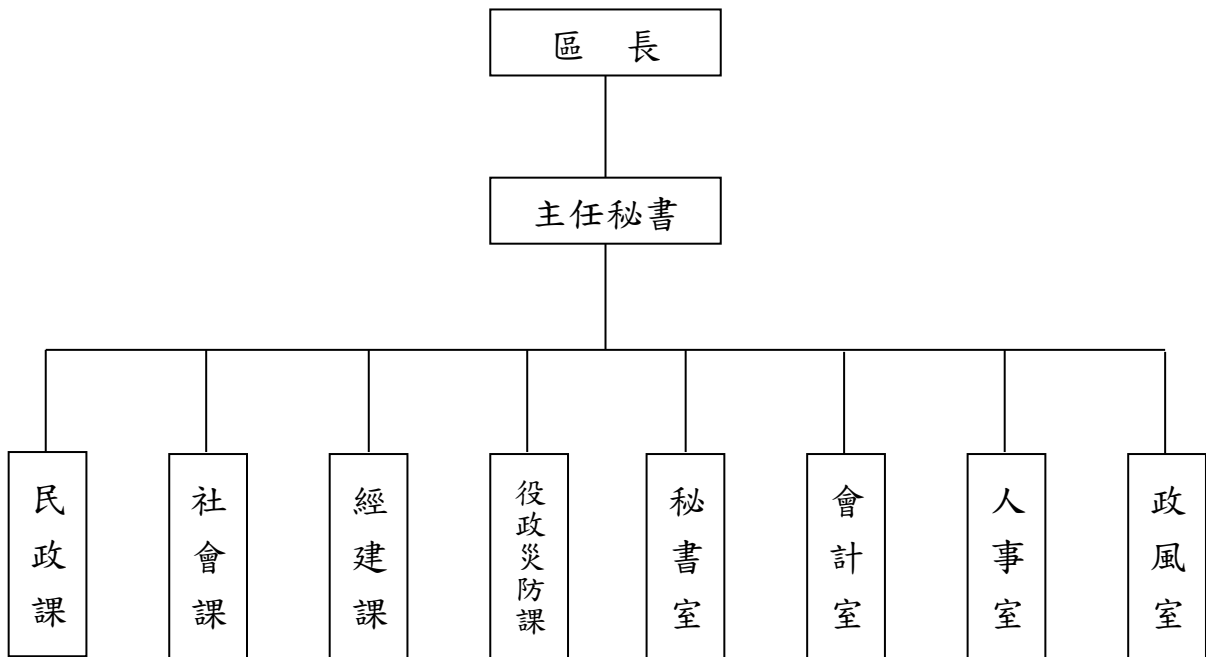 區 長
主任秘書
民政課
社會課
經建課
役政災防課
秘書室
會計室
人事室
政風室